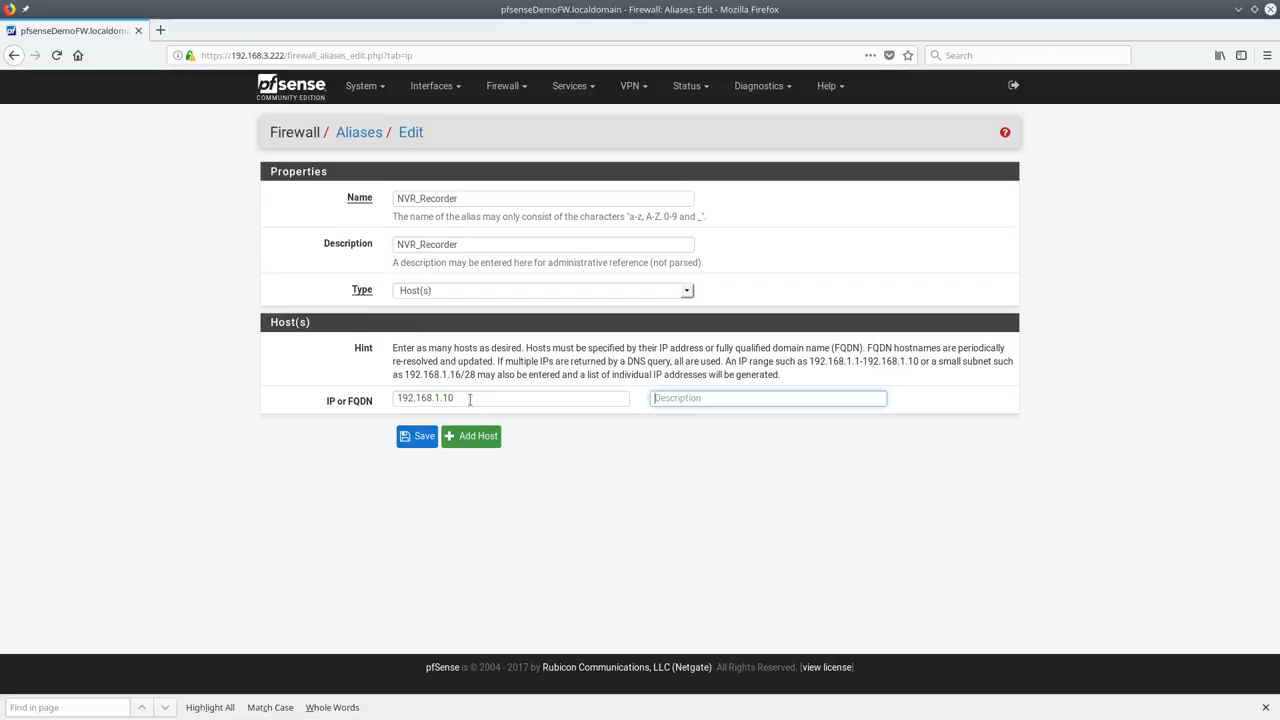 pfsenseDemoFW.localdomain - Firewall: Aliases: Edit - Mozilla Firefox
pfsenseDemoFW.localdoma
https://192.168.3.222/firewall_aliases_edit.php?tab=ip
Search
pfsense
COMMUNITY EDITION
System Interfaces Firewall Services VPN Status Diagnostics Help
Firewall / Aliases / Edit
Properties
Name NVR_Recorder
The name of the alias may only consist of the characters "a-z, A-Z, 0-9 and _".
Description NVR_Recorder
A description may be entered here for administrative reference (not parsed).
Type Host(s)
Host(s)
Hint Enter as many hosts as desired. Hosts must be specified by their IP address or fully qualified domain name (FQDN). FQDN hostnames are periodically
re-resolved and updated. If multiple IPs are returned by a DNS query, all are used. An IP range such as 192.168.1.1-192.168.1.10 or a small subnet such
as 192.168.1.16/28 may also be entered and a list of individual IP addresses will be generated.
IP or FQDN 192.168.1.10 Description
Save Add Host
pfSense is © 2004 - 2017 by Rubicon Communications, LLC (Netgate) All Rights Reserved. [view license]
Find in page Highlight All Match Case Whole Words